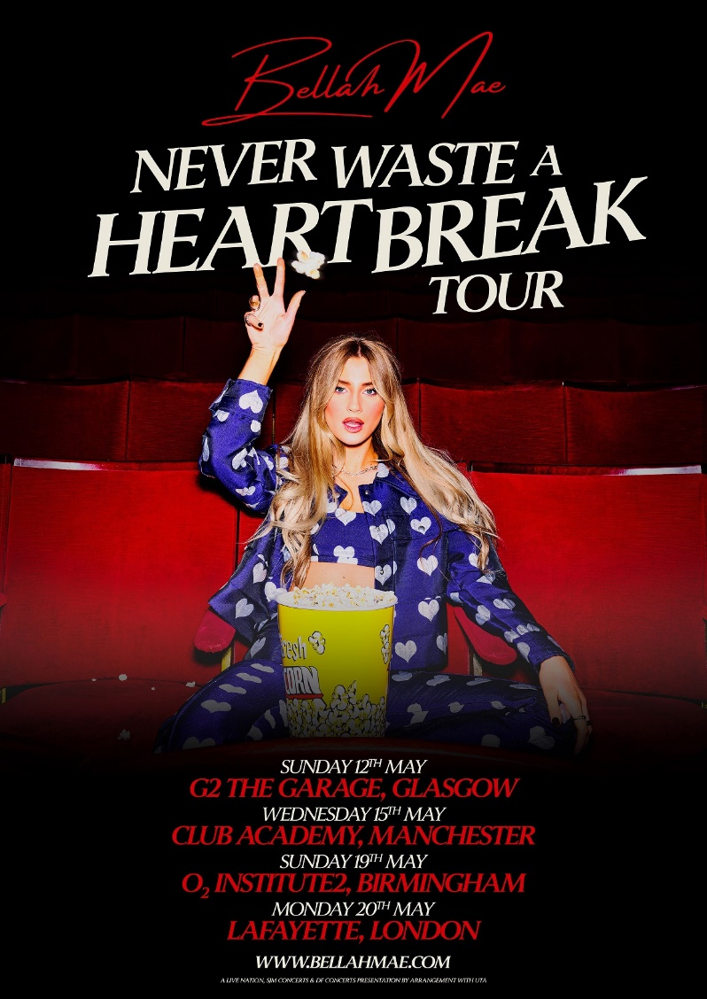 Bellah Mae
NEVER WASTE A
HEARTBREAK
TOUR
resh
CORN
SUNDAY 12TH MAY
G2 THE GARAGE, GLASGOW
WEDNESDAY 15TH MAY
CLUB ACADEMY, MANCHESTER
SUNDAY 19TH MAY
O2 INSTITUTE2, BIRMINGHAM
MONDAY 20TH MAY
LAFAYETTE, LONDON
WWW.BELLAHMAE.COM
A LIVE NATION, SJM CONCERTS & DF CONCERTS PRESENTATION BY ARRANGEMENT WITH UTA